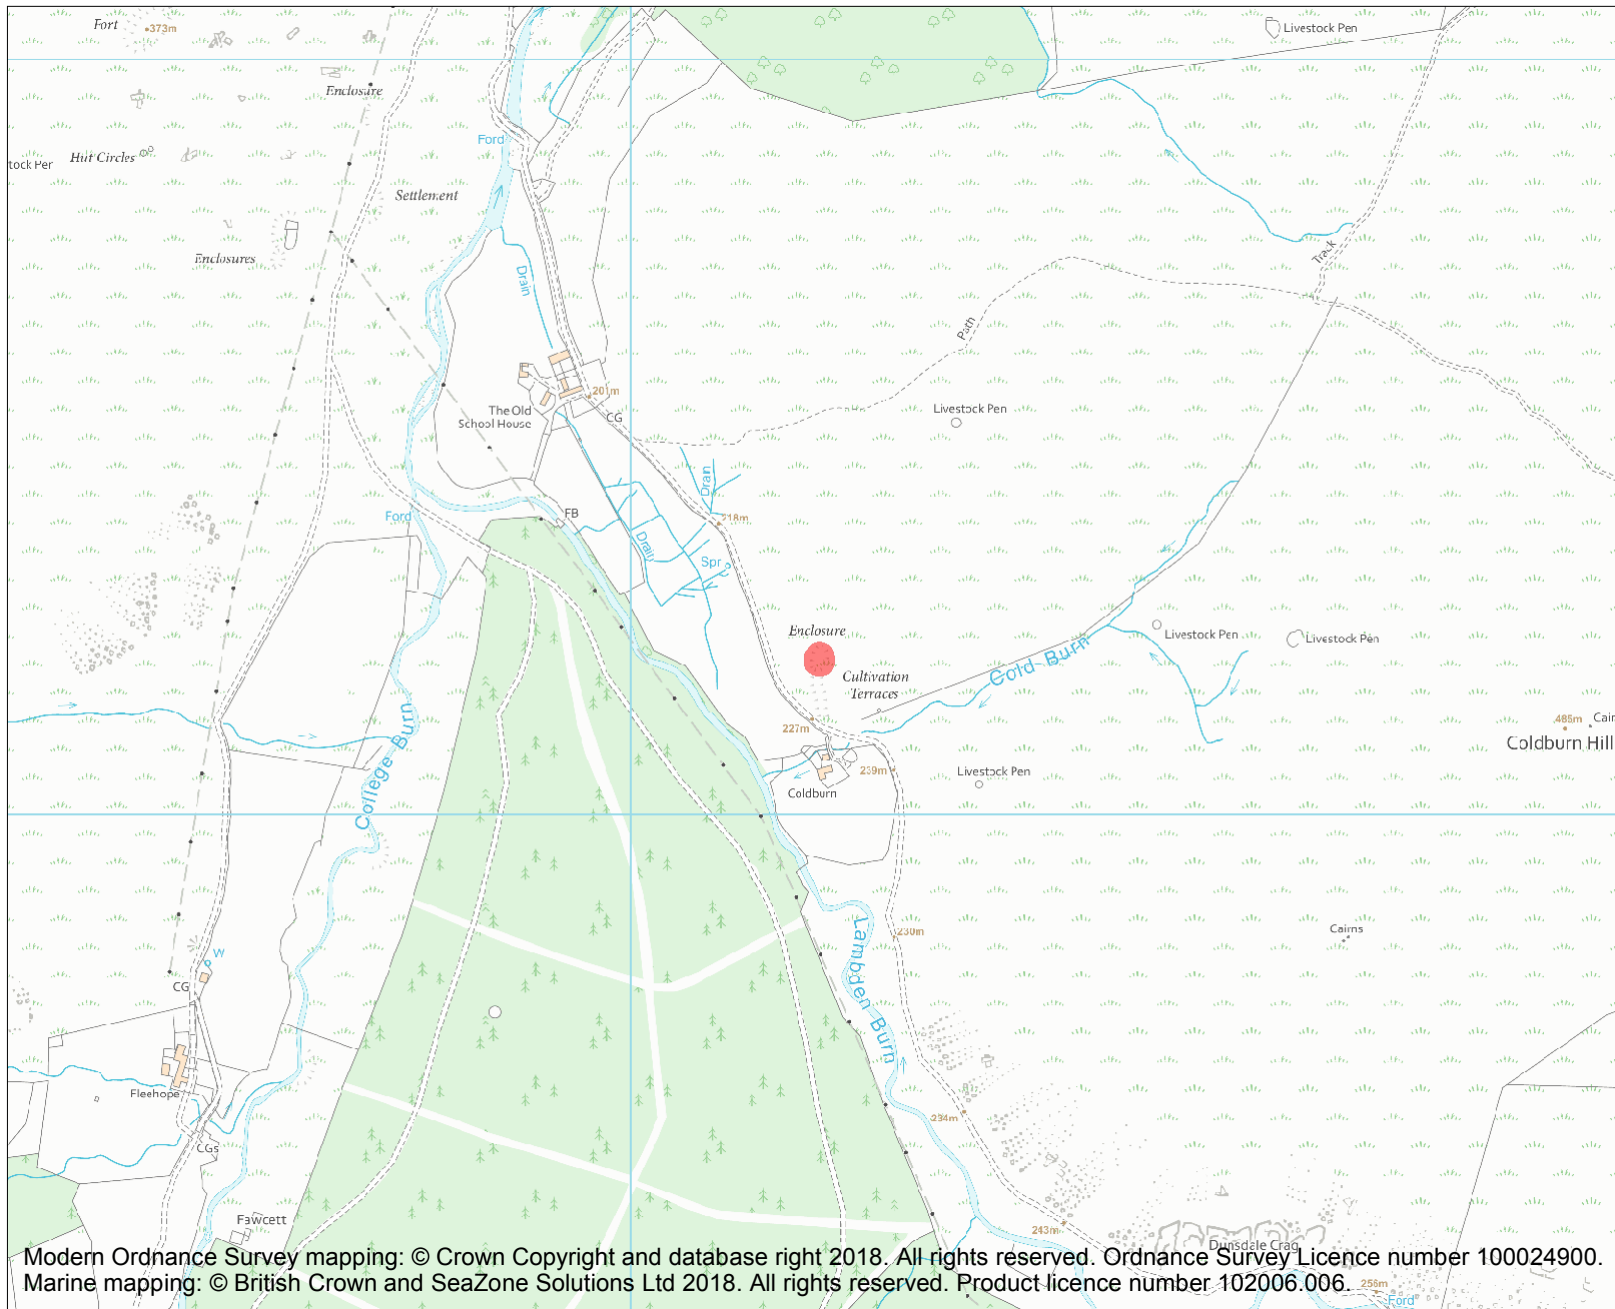 Fort
373m
Livestock Pen
Enclosure
Ford
tock Pen
Hut Circles
Settlement
Enclosures
Track
Drain
Path
201m
The Old
School House
CG
Livestock Pen
Drain
218m
Ford
FB
Drain
Spr
Enclosure
Livestock Pen
Livestock Pen
Cold Burn
Cultivation
Terraces
College Burn
227m
485m
Cair
Coldburn Hill
239m
Livestock Pen
Coldburn
Cairns
230m
W
CG
Lambden Burn
Fleehope
234m
CGs
Fawcett
243m
Dunsdale Crag
Modern Ordnance Survey mapping: © Crown Copyright and database right 2018. All rights reserved. Ordnance Survey Licence number 100024900.
Marine mapping: © British Crown and SeaZone Solutions Ltd 2018. All rights reserved. Product licence number 102006.006.
256m
Ford